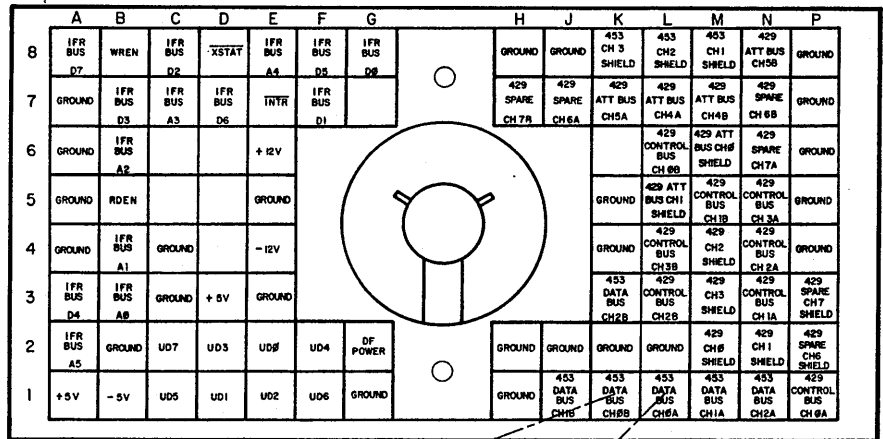 A B C D E F G H J K L M N P
8
IFR BUS D7
WREN
IFR BUS D2
XSTAT
IFR BUS A4
IFR BUS D5
IFR BUS DØ
GROUND
GROUND
453 CH 3 SHIELD
453 CH2 SHIELD
453 CH 1 SHIELD
429 ATT BUS CH5B
GROUND
7
GROUND
IFR BUS D3
IFR BUS A3
IFR BUS D6
INTR
IFR BUS D1
429 SPARE CH 7B
429 SPARE CH 6A
429 ATT BUS CH5A
429 ATT BUS CH4A
429 ATT BUS CH4B
429 SPARE CH 6B
GROUND
6
GROUND
IFR BUS A2
+ 12V
429 CONTROL BUS CH ØB
429 ATT BUS CHØ SHIELD
429 SPARE CH 7A
GROUND
5
GROUND
RDEN
GROUND
GROUND
429 ATT BUS CH1 SHIELD
429 CONTROL BUS CH 1B
429 CONTROL BUS CH 3A
GROUND
4
GROUND
IFR BUS A1
GROUND
- 12V
GROUND
429 CONTROL BUS CH3B
429 CH2 SHIELD
429 CONTROL BUS CH 2A
GROUND
3
IFR BUS D4
IFR BUS AØ
GROUND
+ 5V
GROUND
453 DATA BUS CH2B
429 CONTROL BUS CH2B
429 CH3 SHIELD
429 CONTROL BUS CH 1A
429 SPARE CH7 SHIELD
2
IFR BUS A5
GROUND
UD7
UD3
UDØ
UD4
DF POWER
GROUND
GROUND
GROUND
GROUND
429 CH Ø SHIELD
429 CH 1 SHIELD
429 SPARE CH6 SHIELD
1
+5V
- 5V
UD5
UD1
UD2
UD6
GROUND
GROUND
453 DATA BUS CH1B
453 DATA BUS CHØB
453 DATA BUS CHØA
453 DATA BUS CH1A
453 DATA BUS CH2A
429 CONTROL BUS CH ØA